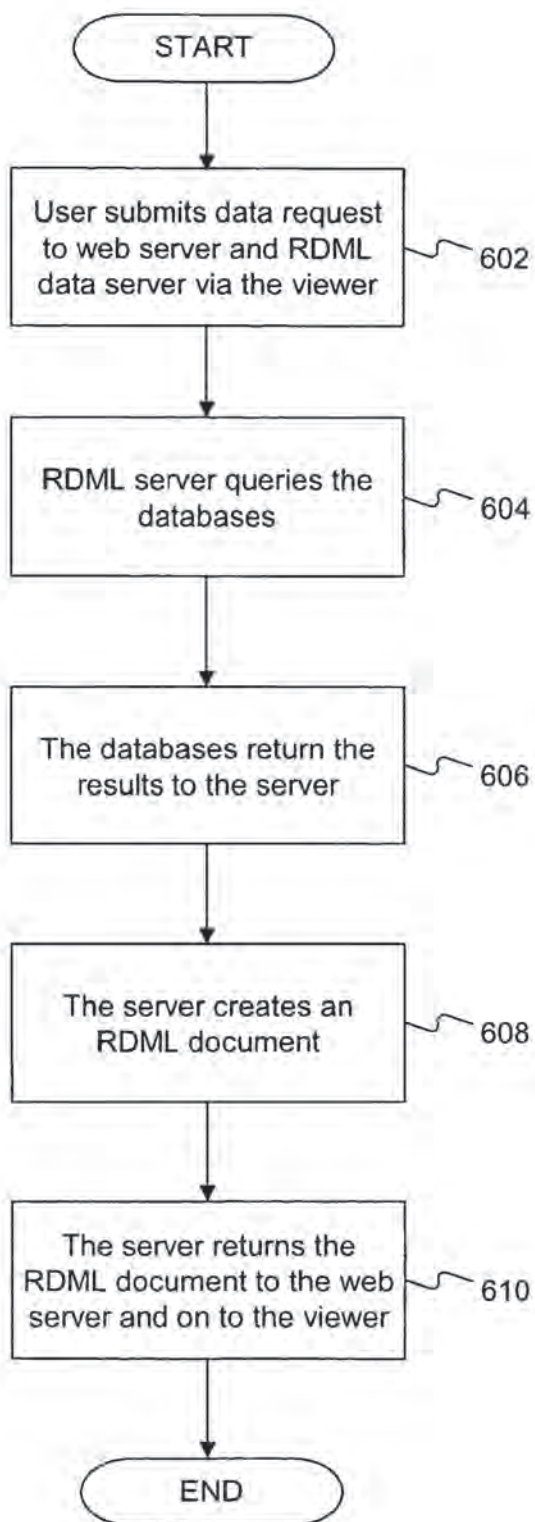 START
User submits data request
to web server and RDML
data server via the viewer
602
RDML server queries the
databases
604
The databases return the
results to the server
606
The server creates an
RDML document
608
The server returns the
RDML document to the web
server and on to the viewer
610
END